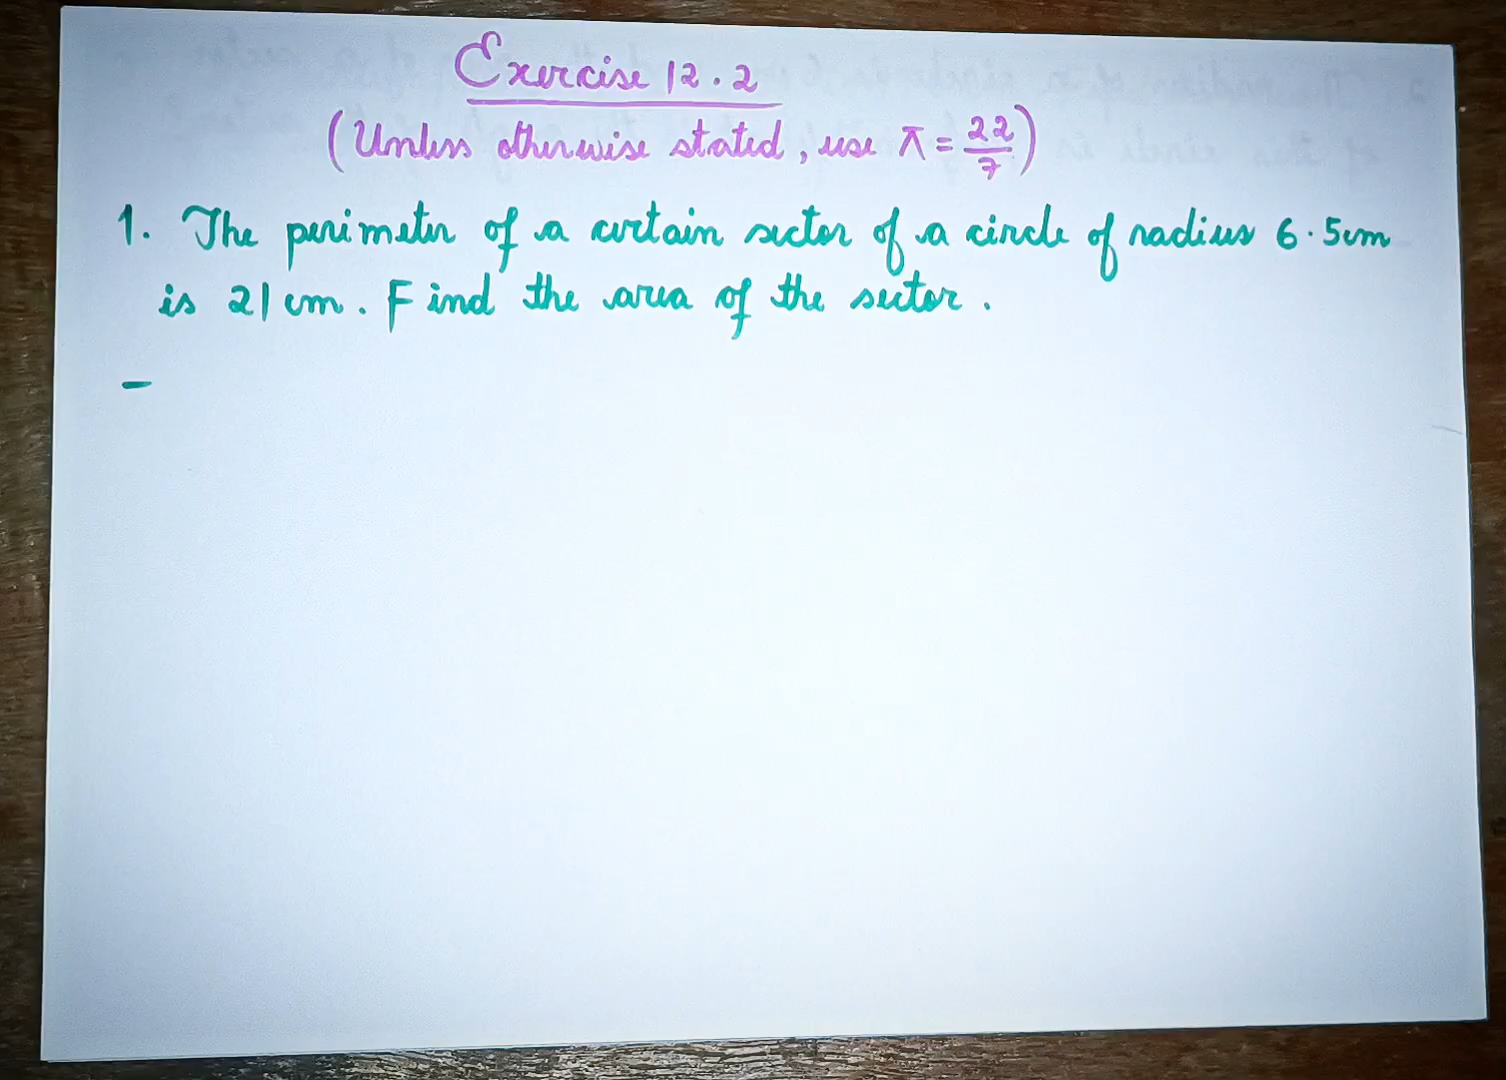 Exercise 12.2
(Unless otherwise stated, use π = 22/7)
1. The perimeter of a certain sector of a circle of radius 6.5cm
is 21 cm. Find the area of the sector.
–